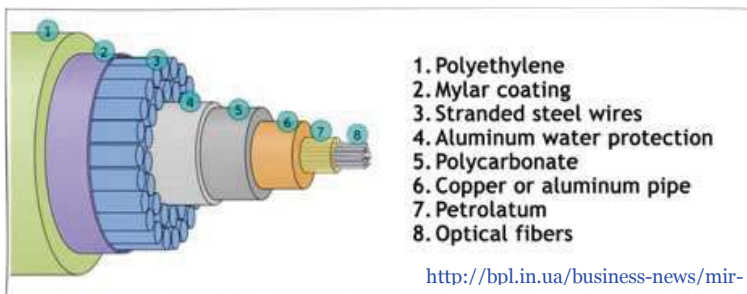 1
2
3
4
5
6
7
8
1. Polyethylene
2. Mylar coating
3. Stranded steel wires
4. Aluminum water protection
5. Polycarbonate
6. Copper or aluminum pipe
7. Petrolatum
8. Optical fibers
http://bpl.in.ua/business-news/mir-